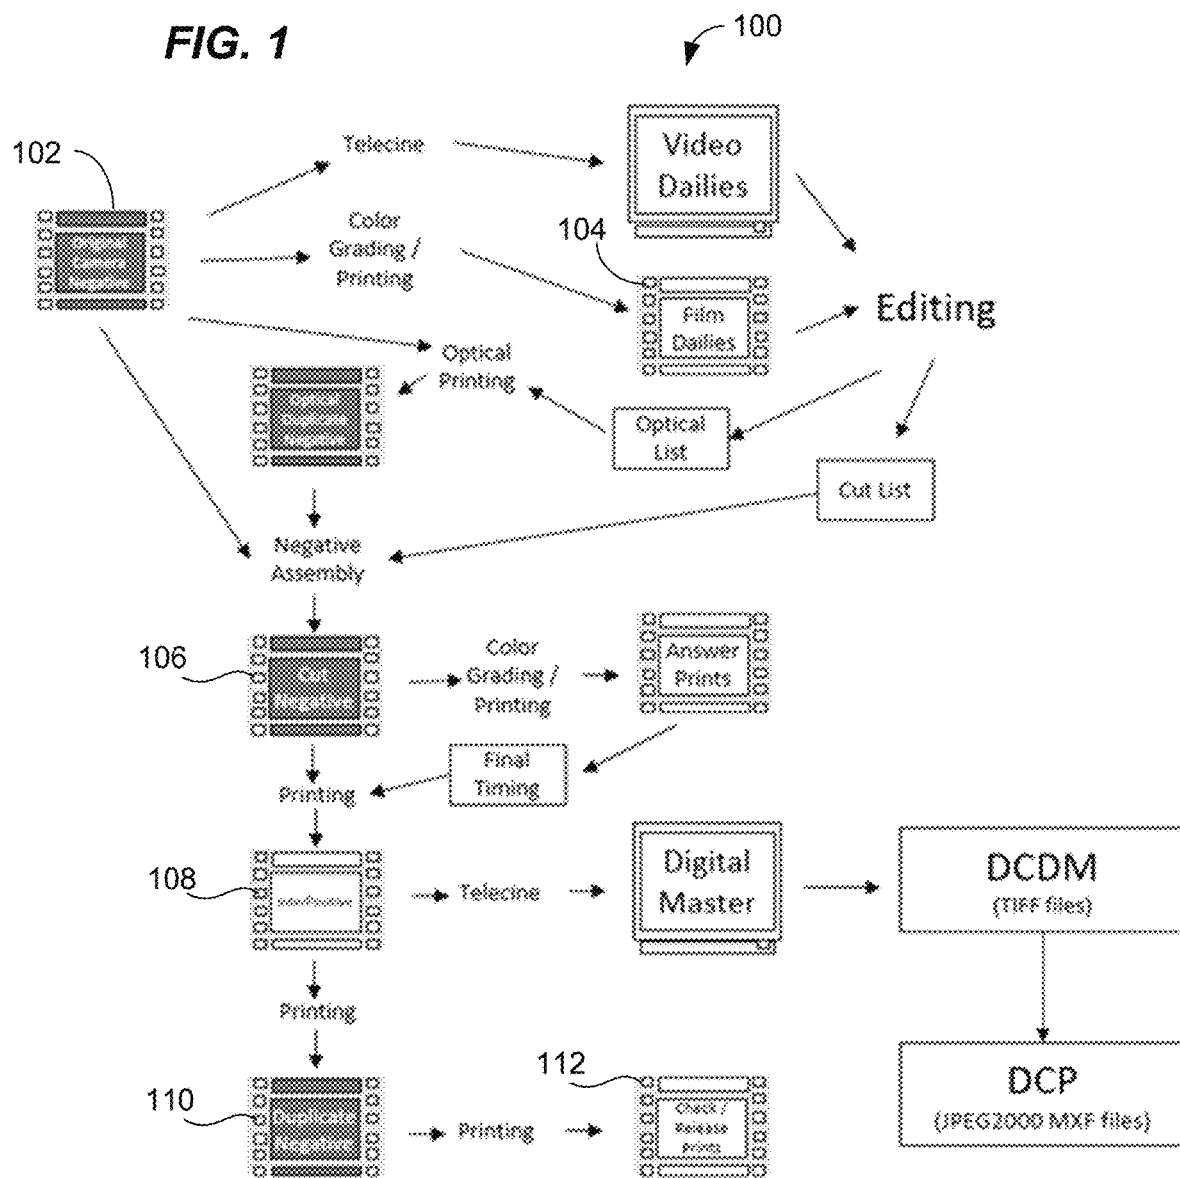 FIG. 1
100
102
Telecine
Video
Dailies
Color
Grading /
Printing
104
Film
Dailies
Editing
Optical
Printing
Optical
List
Cut List
Negative
Assembly
106
Cut
Negative
Color
Grading /
Printing
Answer
Prints
Final
Timing
Printing
108
Telecine
Digital
Master
DCDM
(TIFF files)
Printing
110
Printing
112
Check /
Release
Prints
DCP
(JPEG2000 MXF files)